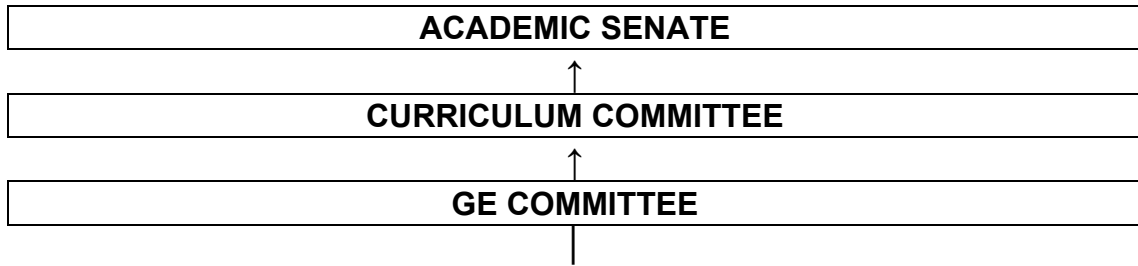 ACADEMIC SENATE
CURRICULUM COMMITTEE
GE COMMITTEE